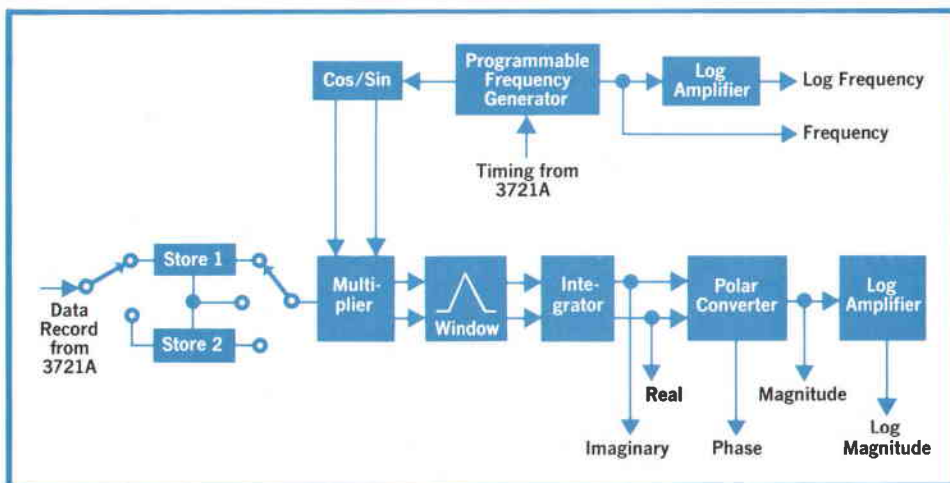 Programmable
Frequency
Generator
Cos/Sin
Log
Amplifier
Log Frequency
Frequency
Timing from
3721A
Store 1
Store 2
Data
Record
from
3721A
Multi-
plier
Window
Inte-
grator
Polar
Converter
Log
Amplifier
Real
Imaginary
Phase
Magnitude
Log
Magnitude